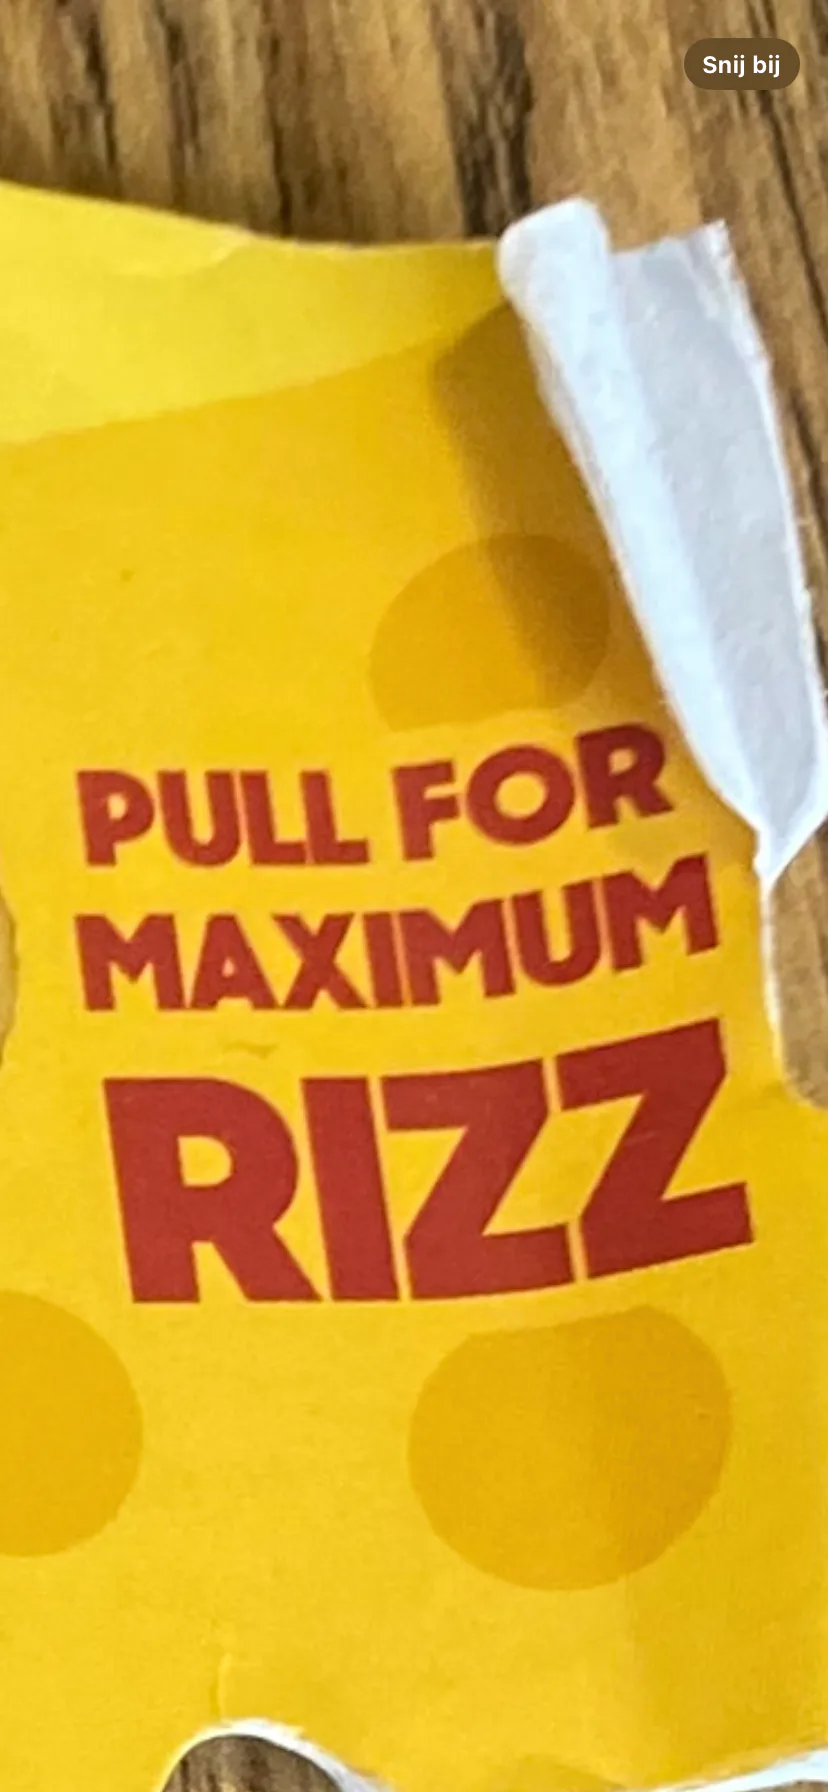 Snij bij
PULL FOR
MAXIMUM
RIZZ